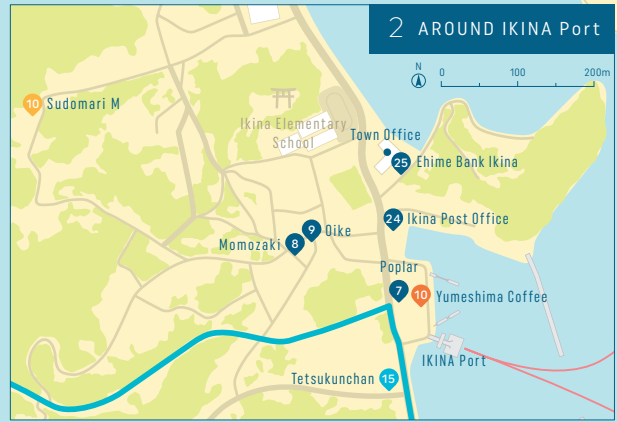 2 AROUND IKINA Port
N
0 100 200m
10 Sudomari M
Ikina Elementary
School
Town Office
25 Ehime Bank Ikina
24 Ikina Post Office
9 Oike
Momozaki 8
Poplar
7 10 Yumeshima Coffee
IKINA Port
Tetsukunchan 15